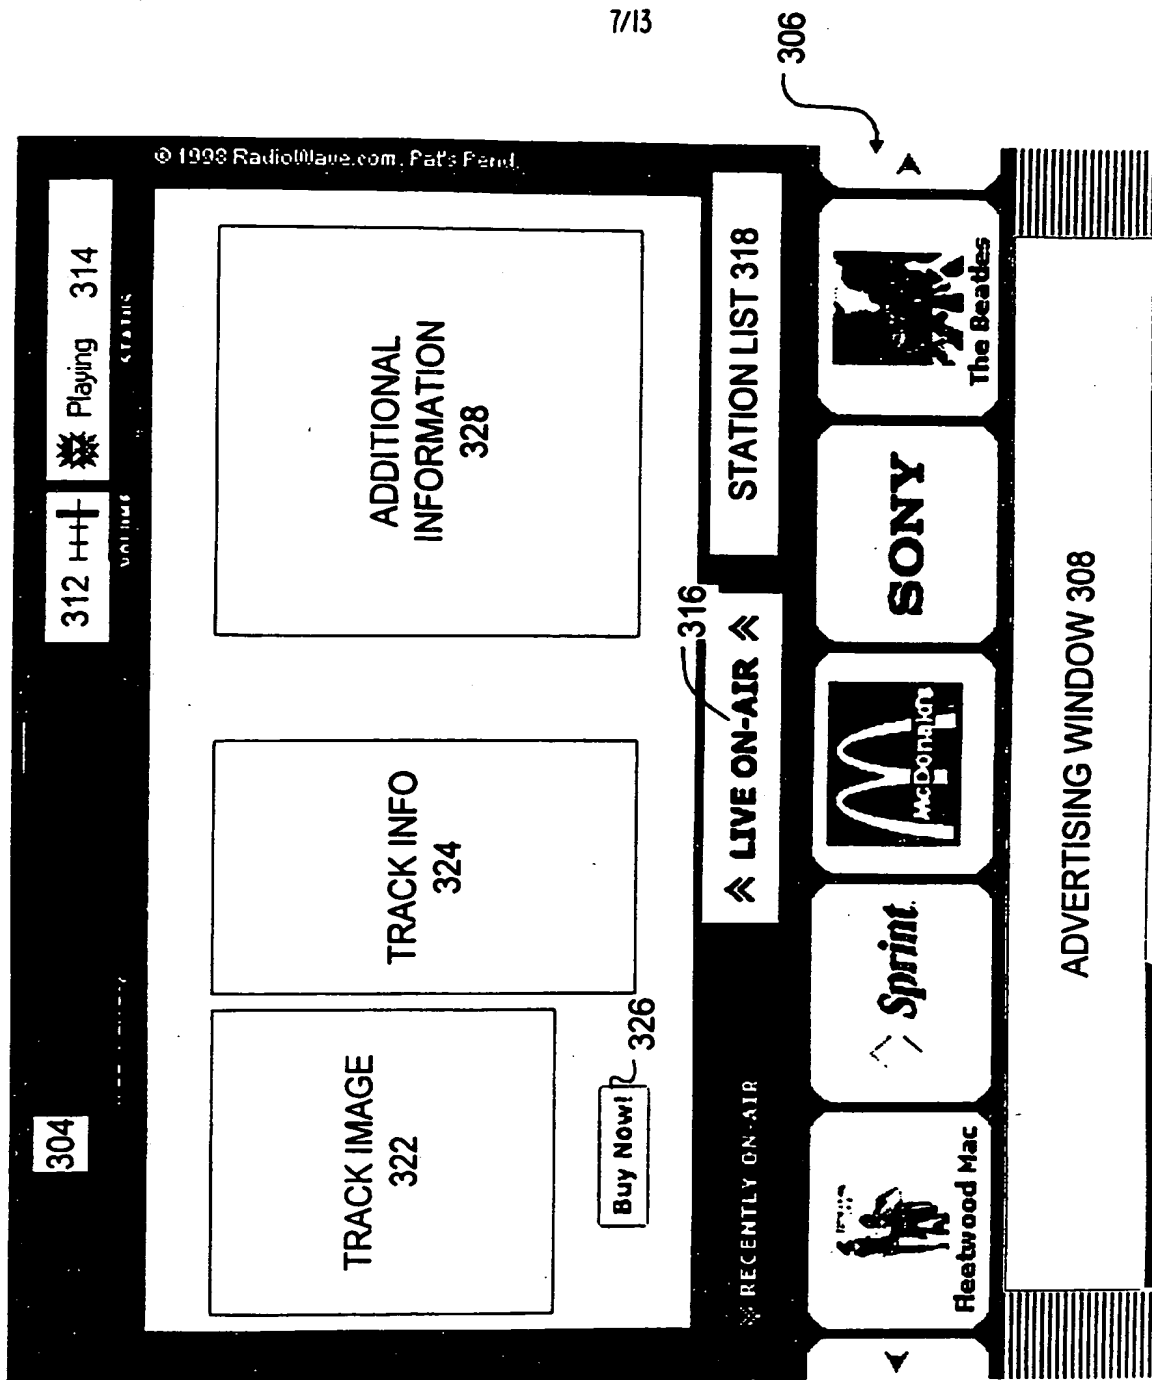 7/13
306
304
312
Playing 314
© 1998 RadioWave.com. Pat's Pend.
TRACK IMAGE
322
TRACK INFO
324
ADDITIONAL
INFORMATION
328
Buy Now!
326
316
RECENTLY ON-AIR
LIVE ON-AIR
STATION LIST 318
Fleetwood Mac
Sprint
McDonald's
SONY
The Beatles
ADVERTISING WINDOW 308